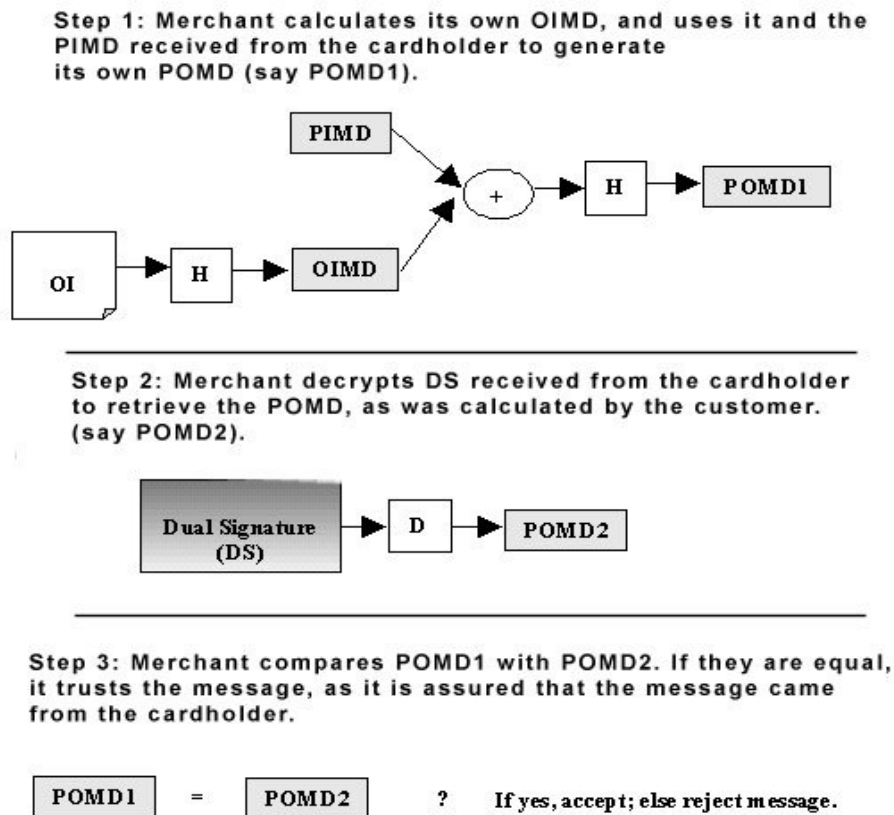 Step 1: Merchant calculates its own OIMD, and uses it and the
PIMD received from the cardholder to generate
its own POMD (say POMD1).
PIMD
+
H
POMD1
OI
H
OIMD
Step 2: Merchant decrypts DS received from the cardholder
to retrieve the POMD, as was calculated by the customer.
(say POMD2).
Dual Signature
(DS)
D
POMD2
Step 3: Merchant compares POMD1 with POMD2. If they are equal,
it trusts the message, as it is assured that the message came
from the cardholder.
POMD1 = POMD2 ? If yes, accept; else reject message.